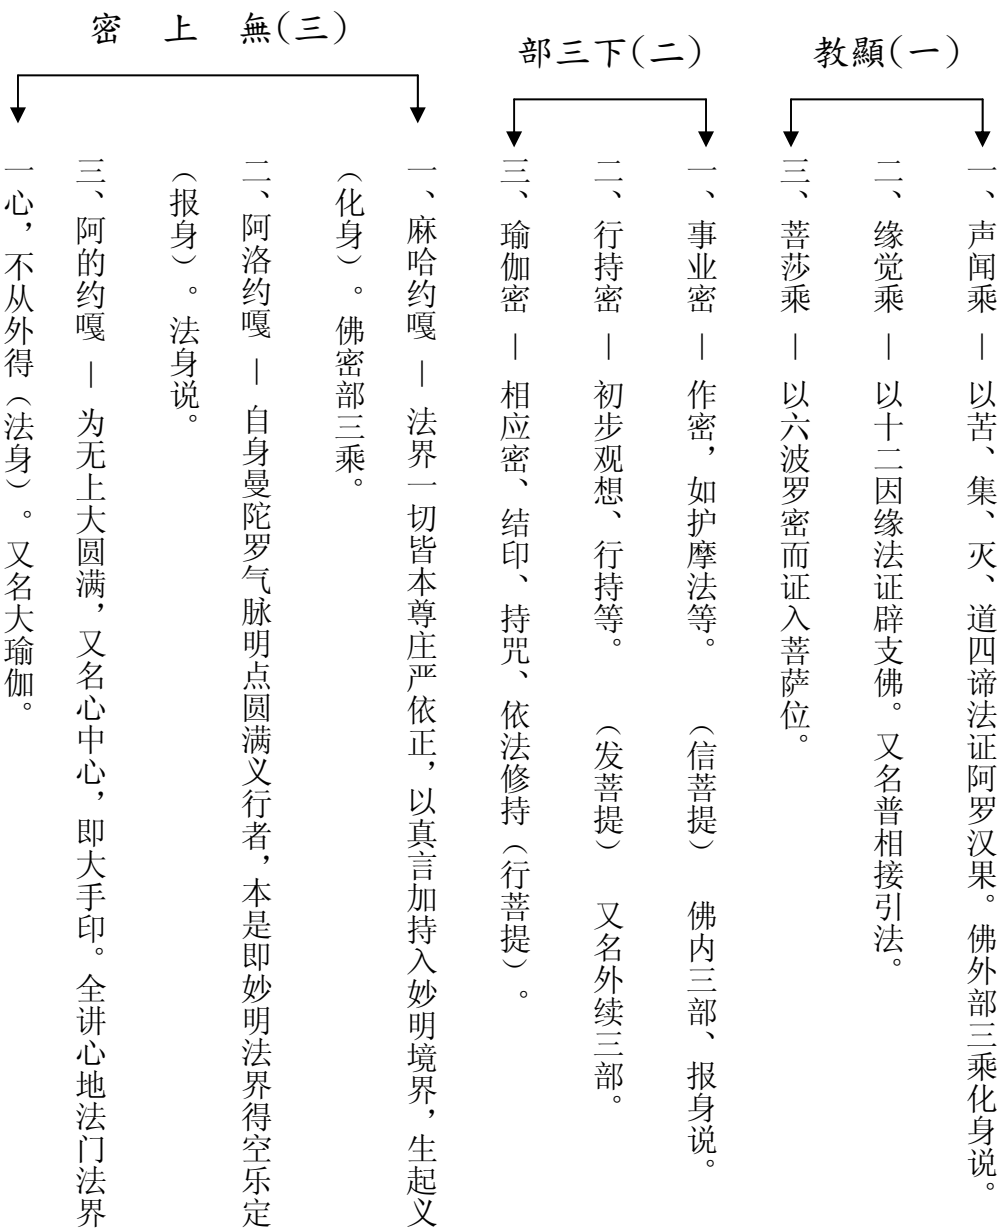 (一)顯教
一、声闻乘 — 以苦、集、灭、道四谛法证阿罗汉果。佛外部三乘化身说。
二、缘觉乘 — 以十二因缘法证辟支佛。又名普相接引法。
三、菩莎乘 — 以六波罗密而证入菩萨位。
(二)下三部
一、事业密 — 作密，如护摩法等。 （信菩提） 佛内三部、报身说。
二、行持密 — 初步观想、行持等。 （发菩提） 又名外续三部。
三、瑜伽密 — 相应密、结印、持咒、依法修持（行菩提）。
(三)無上密
一、麻哈约嘎 — 法界一切皆本尊庄严依正，以真言加持入妙明境界，生起义
（化身）。佛密部三乘。
二、阿洛约嘎 — 自身曼陀罗气脉明点圆满义行者，本是即妙明法界得空乐定
（报身）。法身说。
三、阿的约嘎 — 为无上大圆满，又名心中心，即大手印。全讲心地法门法界
一心，不从外得（法身）。又名大瑜伽。